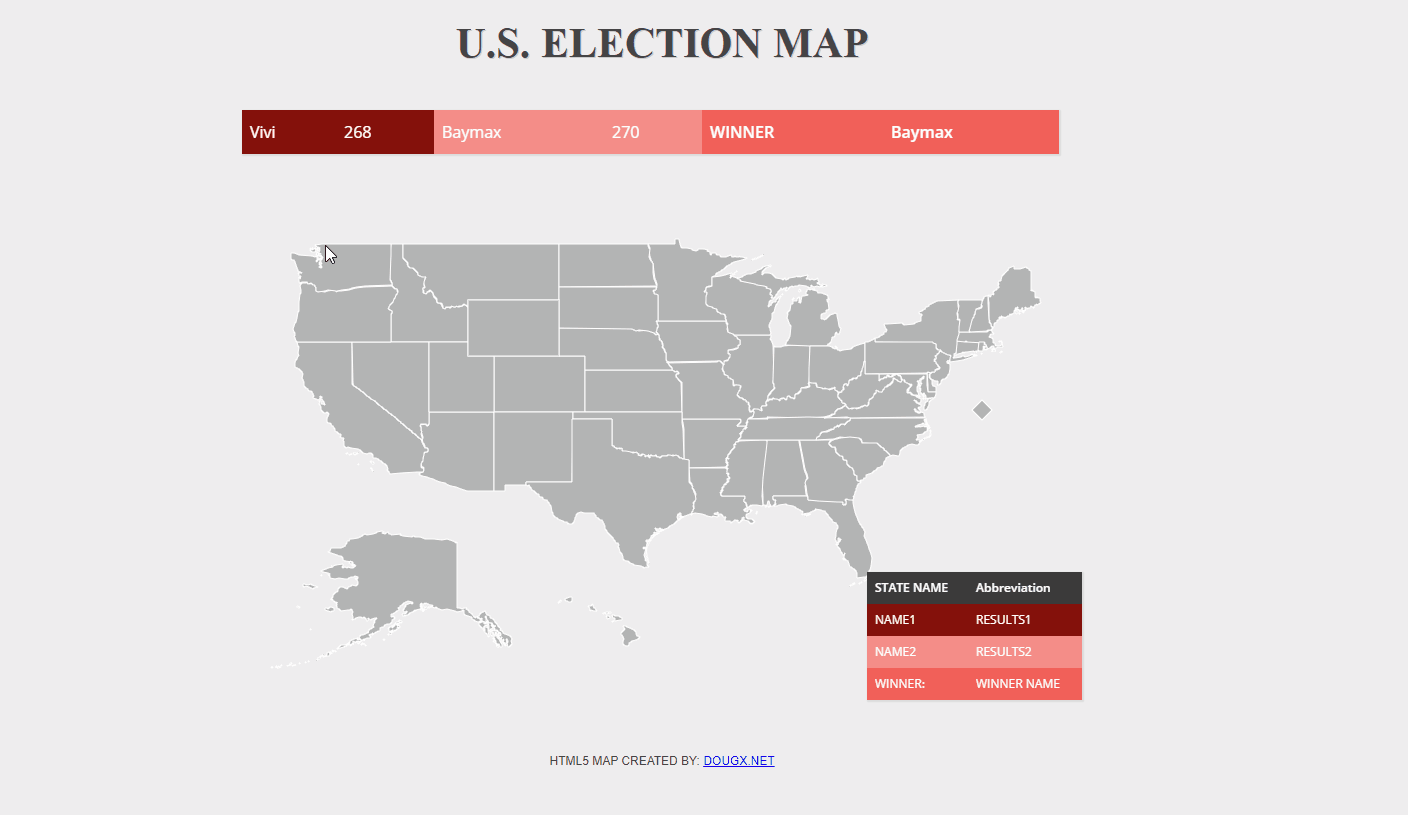 U.S. ELECTION MAP
Vivi 268 Baymax 270 WINNER Baymax
STATE NAME Abbreviation
NAME1 RESULTS1
NAME2 RESULTS2
WINNER: WINNER NAME
HTML5 MAP CREATED BY: DOUGX.NET